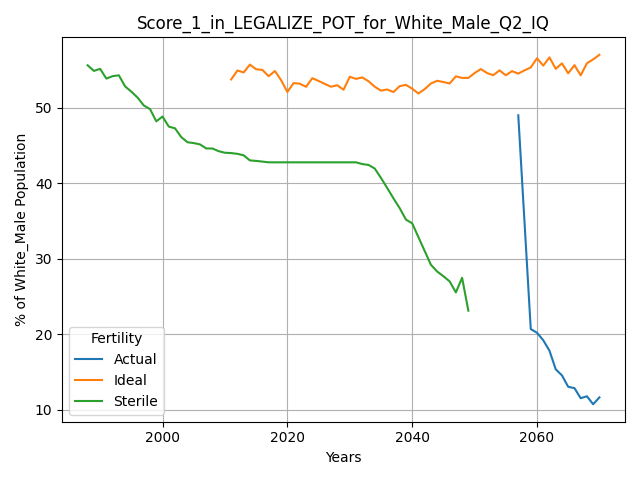 Score_1_in_LEGALIZE_POT_for_White_Male_Q2_IQ
% of White_Male Population
50
40
30
20
10
Fertility
Actual
Ideal
Sterile
2000
2020
2040
2060
Years